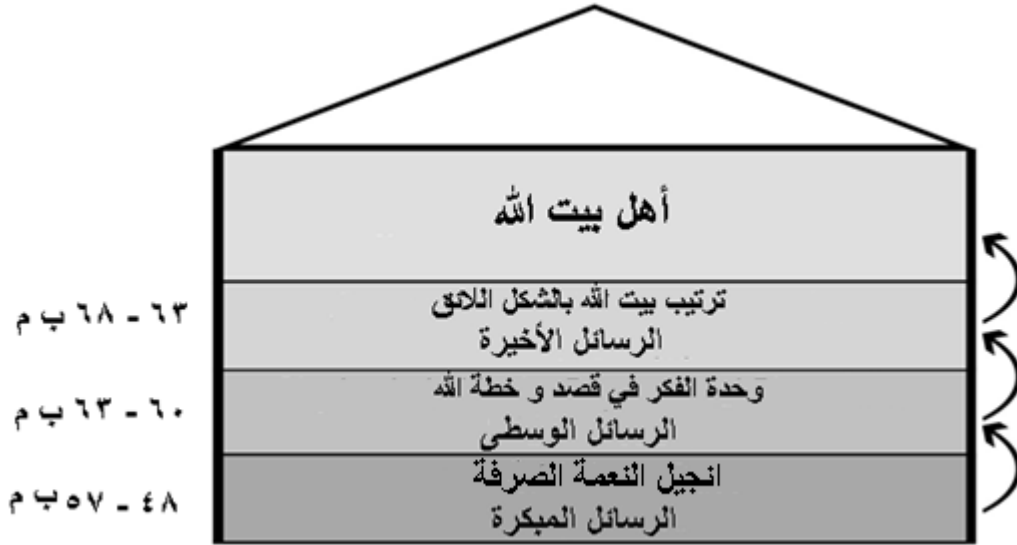 أهل بيت الله
ترتيب بيت الله بالشكل اللائق
الرسائل الأخيرة
٦٣ - ٦٨ ب م
وحدة الفكر في قصد و خطة الله
الرسائل الوسطى
٦٠ - ٦٣ ب م
انجيل النعمة الصرفة
الرسائل المبكرة
٤٨ - ٥٧ ب م